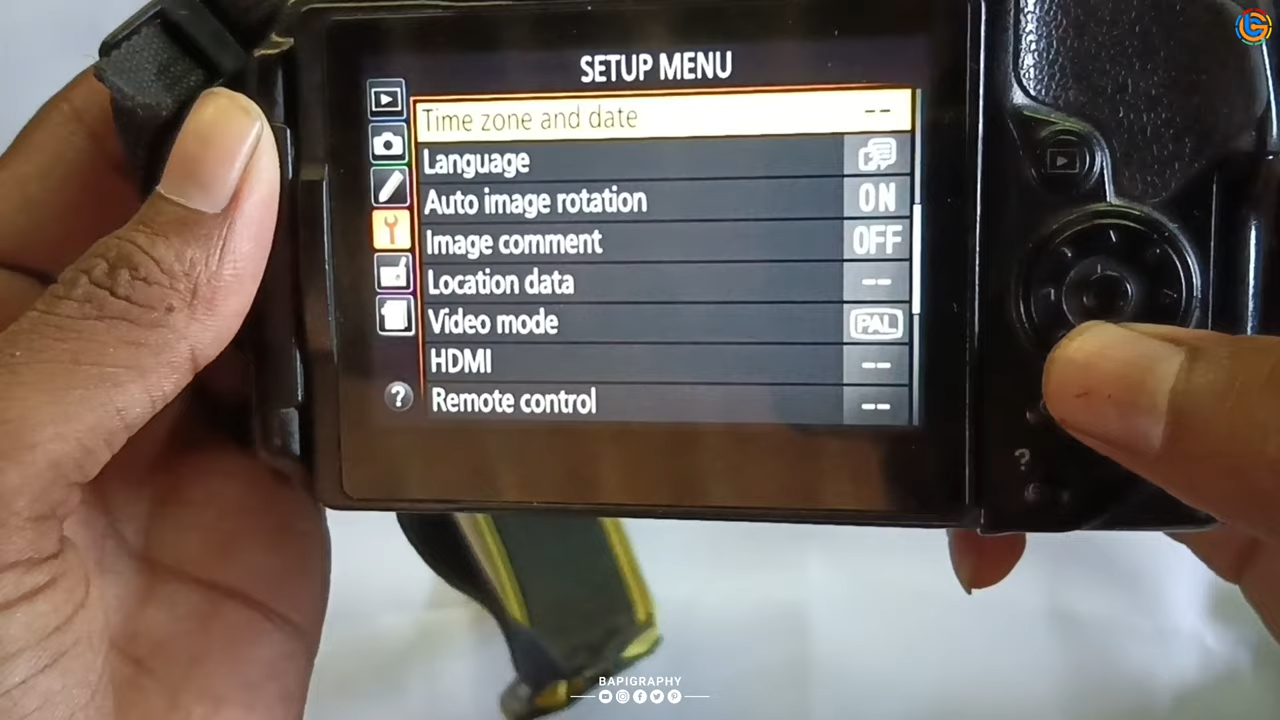 SETUP MENU
Time zone and date --
Language
Auto image rotation ON
Image comment OFF
Location data --
Video mode PAL
HDMI --
Remote control --
?
?
BAPIGRAPHY